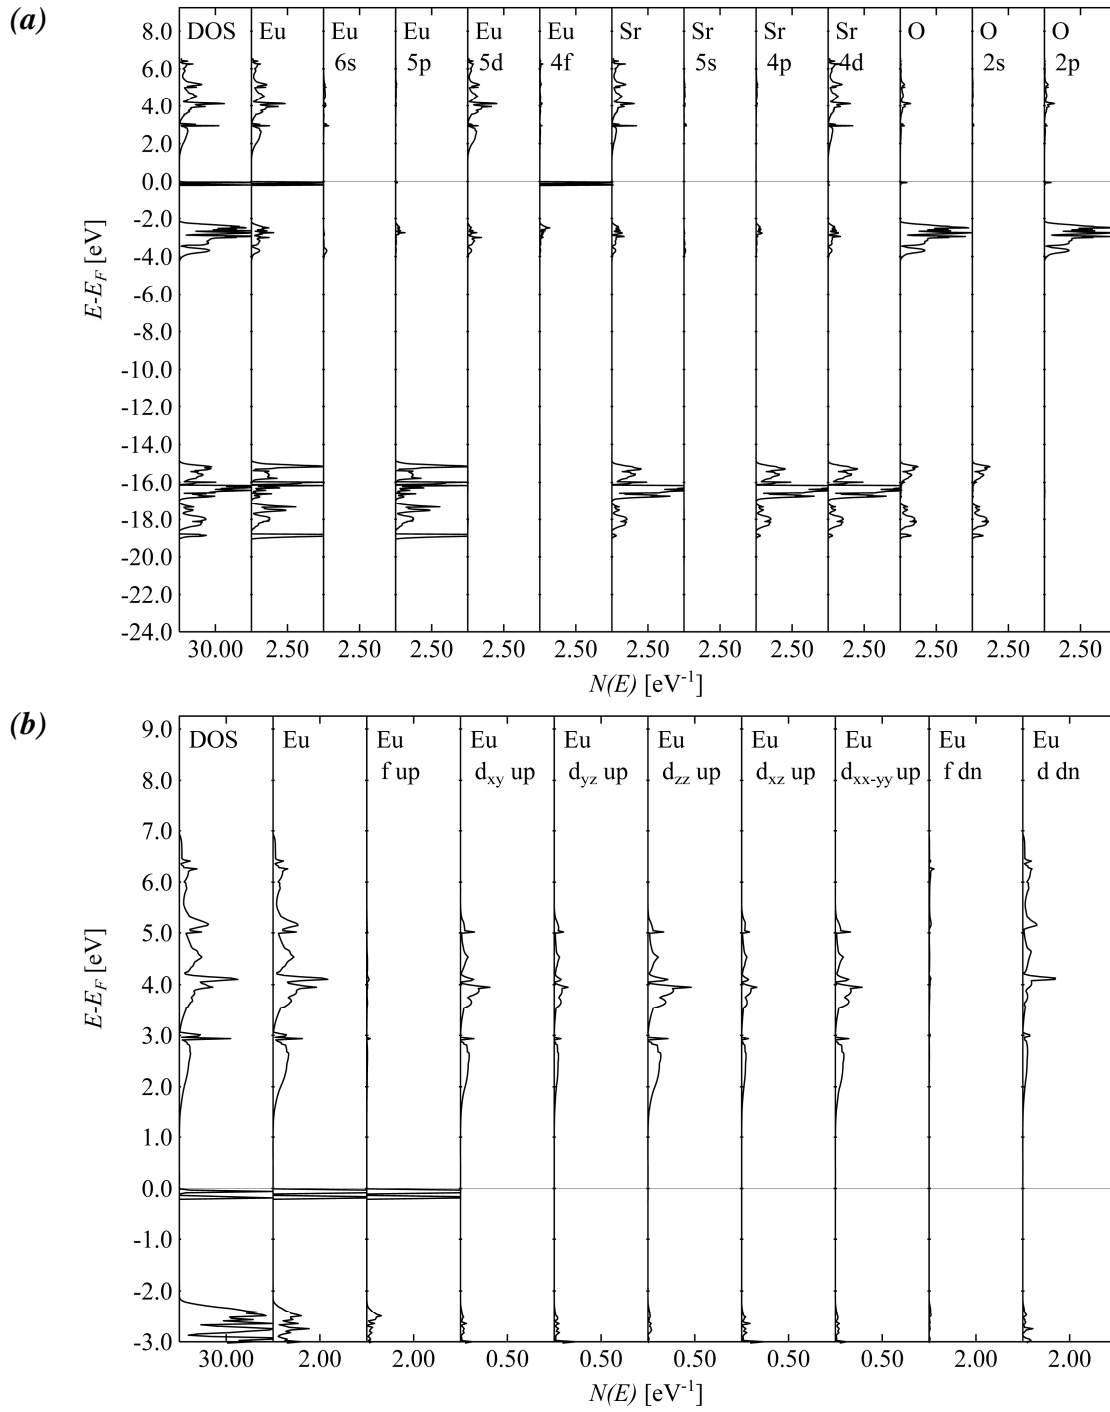 (a)
DOS Eu Eu Eu Eu Eu Sr Sr Sr Sr O O O
6s 5p 5d 4f 5s 4p 4d 2s 2p
8.0
6.0
4.0
2.0
0.0
-2.0
-4.0
-6.0
-8.0
-10.0
-12.0
-14.0
-16.0
-18.0
-20.0
-22.0
-24.0
E-E_F [eV]
30.00 2.50 2.50 2.50 2.50 2.50 2.50 2.50 2.50 2.50 2.50 2.50 2.50
N(E) [eV⁻¹]
(b)
DOS Eu Eu Eu Eu Eu Eu Eu Eu Eu
f up d_xy up d_yz up d_zz up d_xz up d_xx-yy up f dn d dn
9.0
8.0
7.0
6.0
5.0
4.0
3.0
2.0
1.0
0.0
-1.0
-2.0
-3.0
E-E_F [eV]
30.00 2.00 2.00 0.50 0.50 0.50 0.50 0.50 2.00 2.00
N(E) [eV⁻¹]